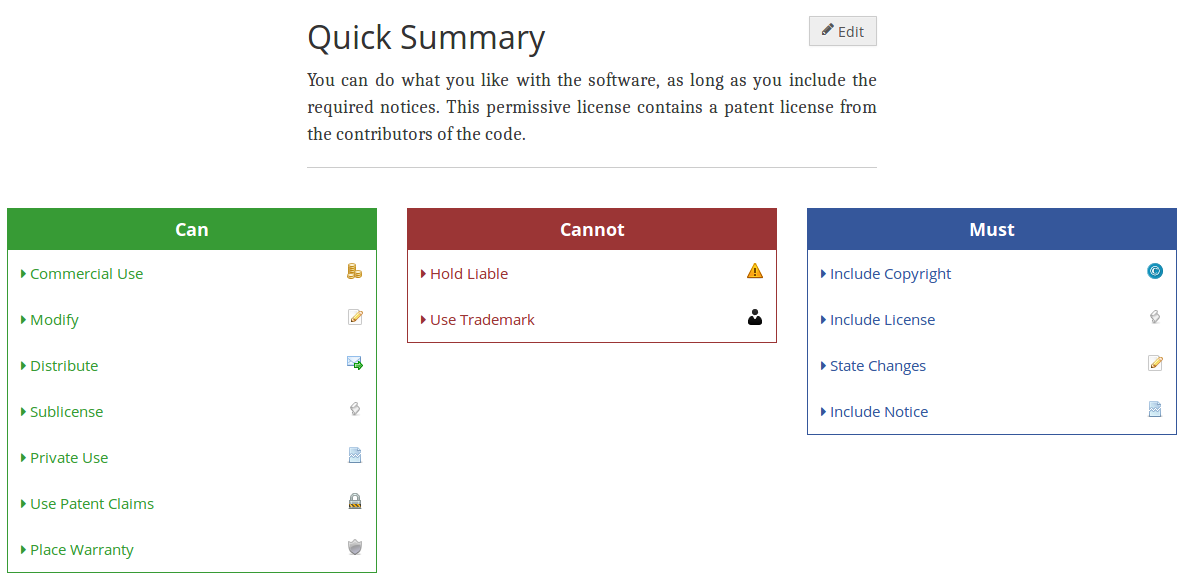 Quick Summary
Edit
You can do what you like with the software, as long as you include the
required notices. This permissive license contains a patent license from
the contributors of the code.
Can
Commercial Use
Modify
Distribute
Sublicense
Private Use
Use Patent Claims
Place Warranty
Cannot
Hold Liable
Use Trademark
Must
Include Copyright
©
Include License
State Changes
Include Notice